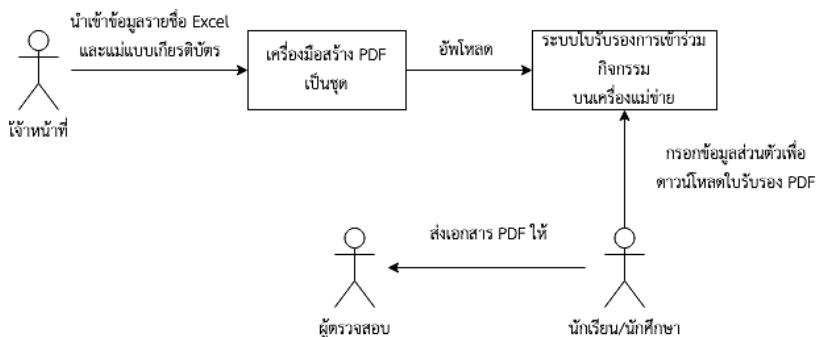 นำเข้าข้อมูลรายชื่อ Excel
และแม่แบบเกียรติบัตร
เครื่องมือสร้าง PDF
เป็นชุด
อัพโหลด
ระบบใบรับรองการเข้าร่วม
กิจกรรม
บนเครื่องแม่ข่าย
เจ้าหน้าที่
กรอกข้อมูลส่วนตัวเพื่อ
ดาวน์โหลดใบรับรอง PDF
ส่งเอกสาร PDF ให้
ผู้ตรวจสอบ
นักเรียน/นักศึกษา